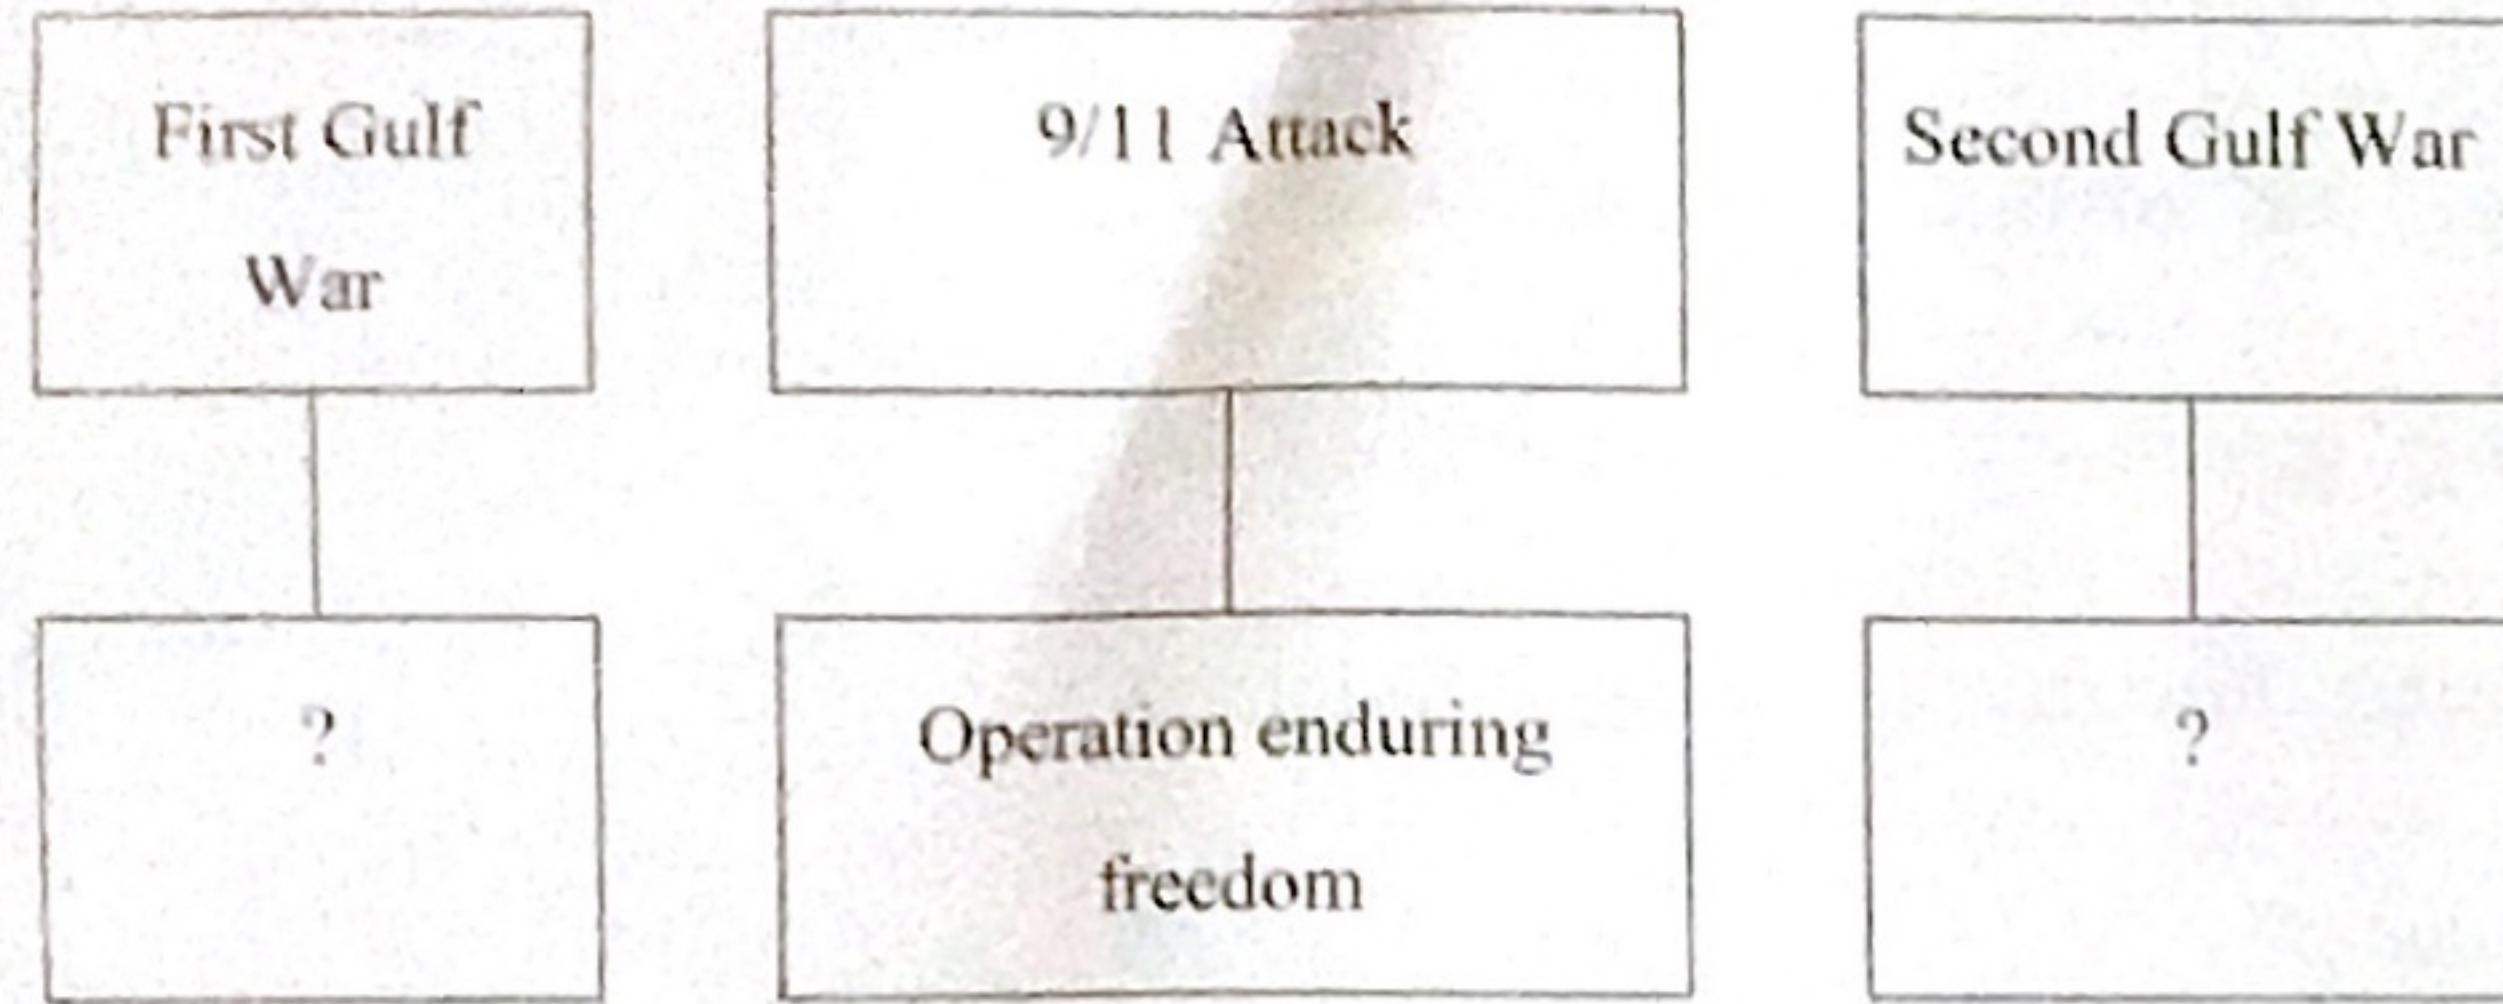 First Gulf
War
9/11 Attack
Second Gulf War
?
Operation enduring
freedom
?